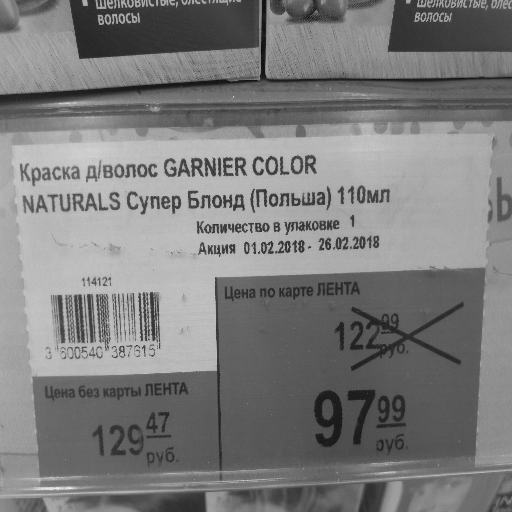 Шелковистые, блестящие
волосы
Шелковистые,
волосы
Краска д/волос GARNIER COLOR
NATURALS Супер Блонд (Польша) 110мл
Количество в упаковке 1
Акция 01.02.2018 - 26.02.2018
114121
3 600540 387615
Цена по карте ЛЕНТА
122 99
руб.
97 99
руб.
Цена без карты ЛЕНТА
129 47
руб.